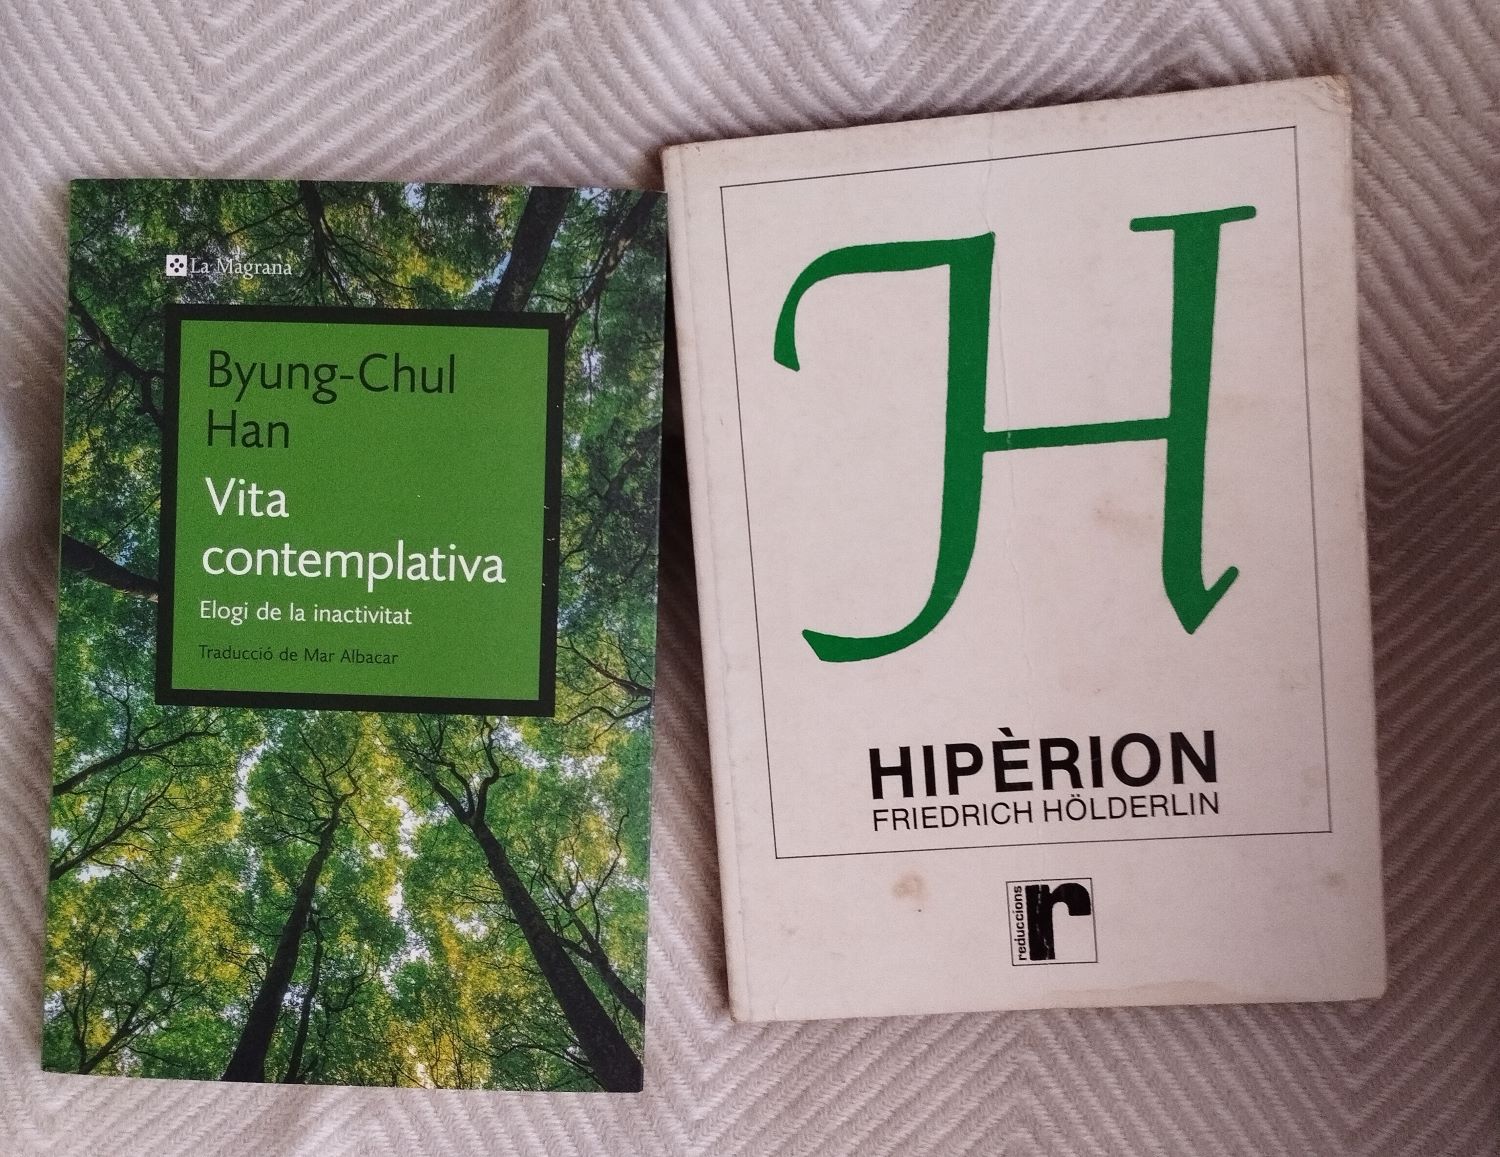 La Magrana
Byung-Chul
Han
Vita
contemplativa
Elogi de la inactivitat
Traducció de Mar Albacar
H
HIPÈRION
FRIEDRICH HÖLDERLIN
reduccions
r